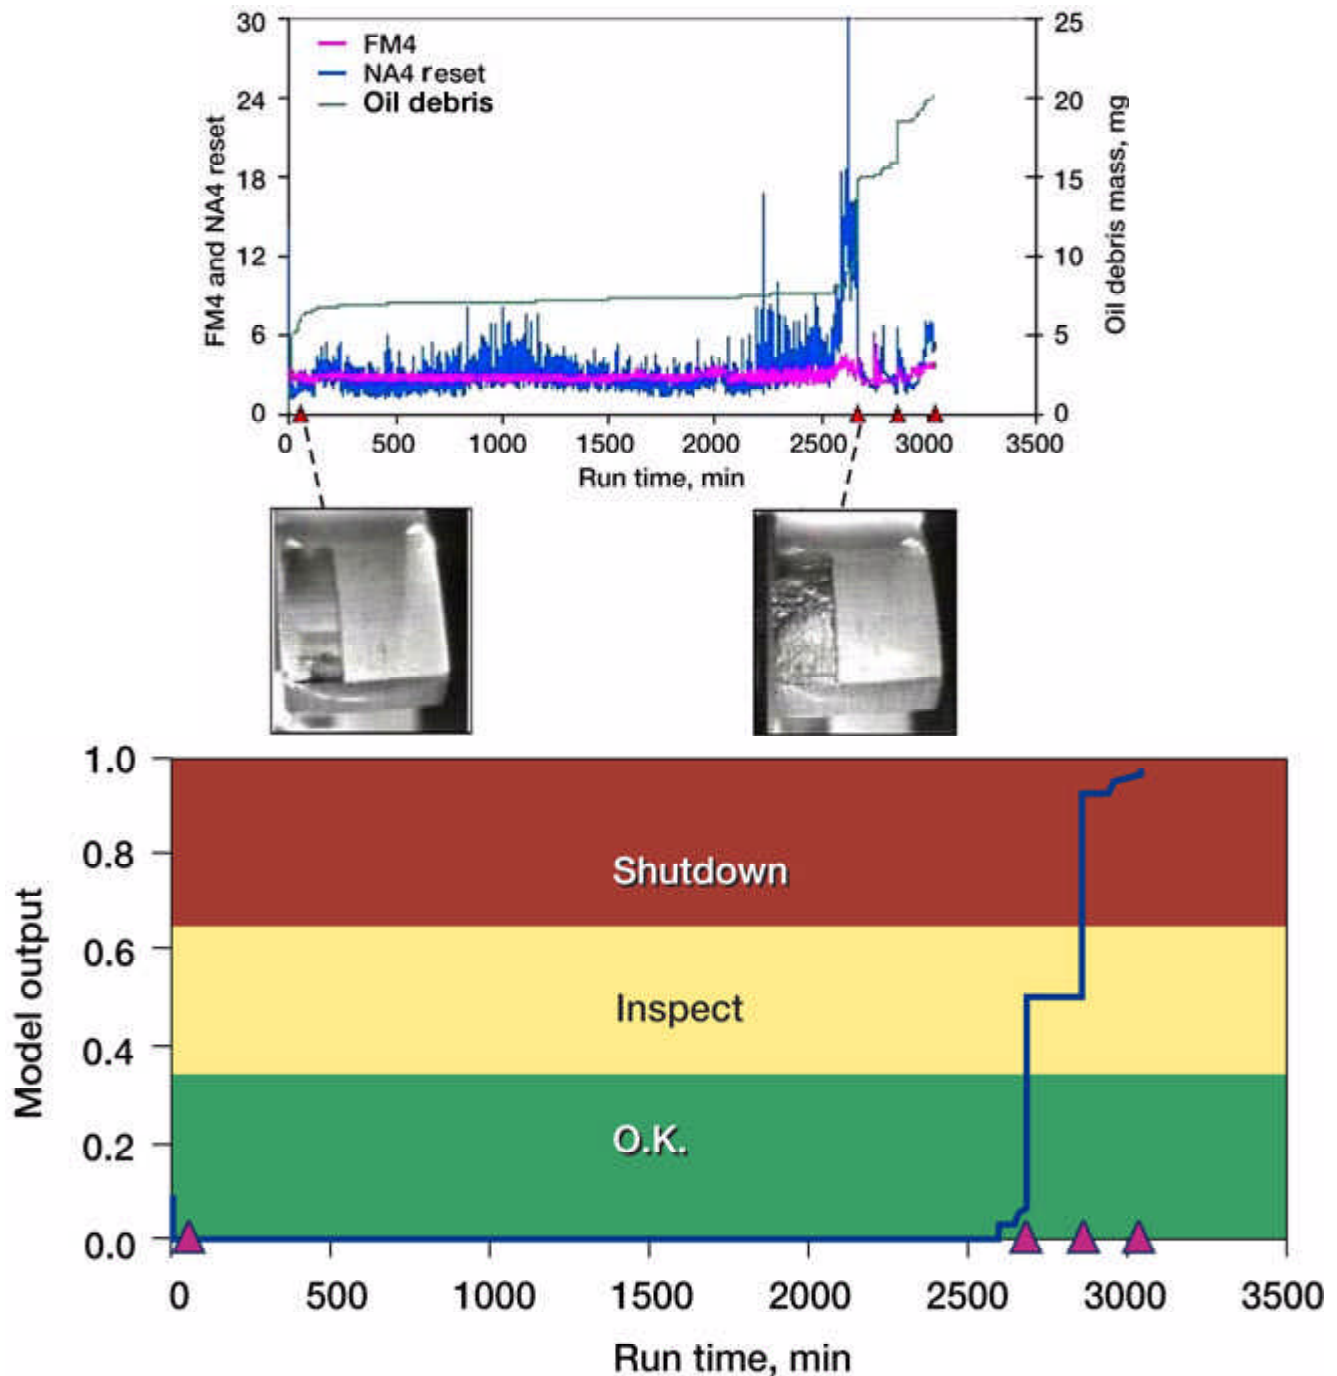 FM4
NA4 reset
Oil debris
FM4 and NA4 reset
30
24
18
12
6
0
Oil debris mass, mg
25
20
15
10
5
0
0 500 1000 1500 2000 2500 3000 3500
Run time, min
Model output
1.0
0.8
0.6
0.4
0.2
0.0
Shutdown
Inspect
O.K.
0 500 1000 1500 2000 2500 3000 3500
Run time, min